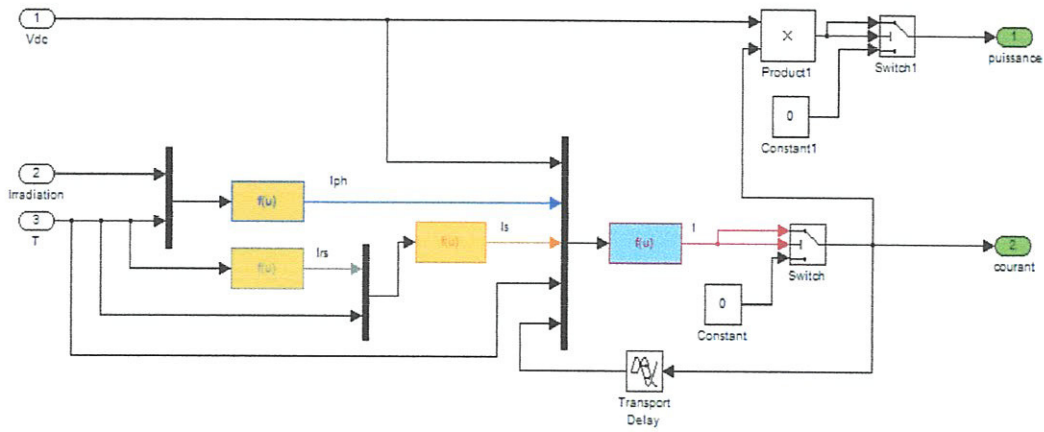 1
Vdc
X
Product1
Switch1
1
puissance
0
Constant1
2
Irradiation
3
T
f(u)
Iph
f(u)
Irs
f(u)
Is
f(u)
I
Switch
2
courant
0
Constant
Transport
Delay